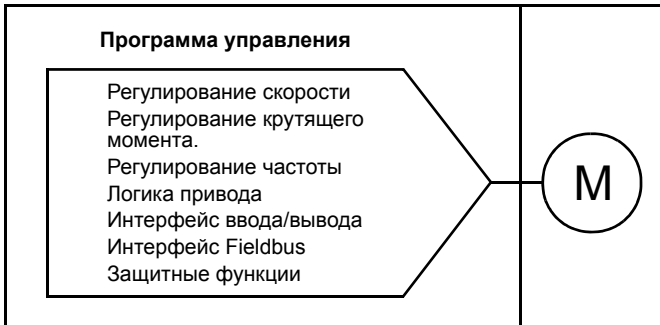 Программа управления
Регулирование скорости
Регулирование крутящего
момента.
Регулирование частоты
Логика привода
Интерфейс ввода/вывода
Интерфейс Fieldbus
Защитные функции
M